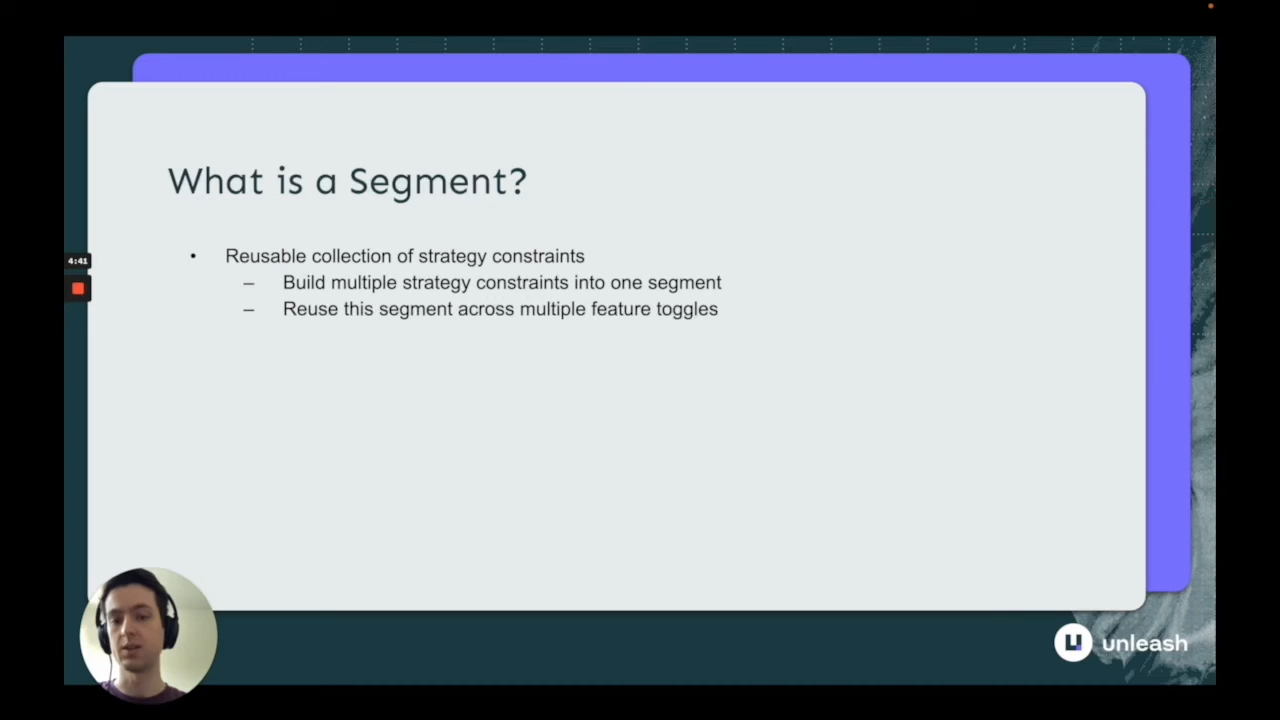 What is a Segment?
• Reusable collection of strategy constraints
– Build multiple strategy constraints into one segment
– Reuse this segment across multiple feature toggles
4:41
unleash